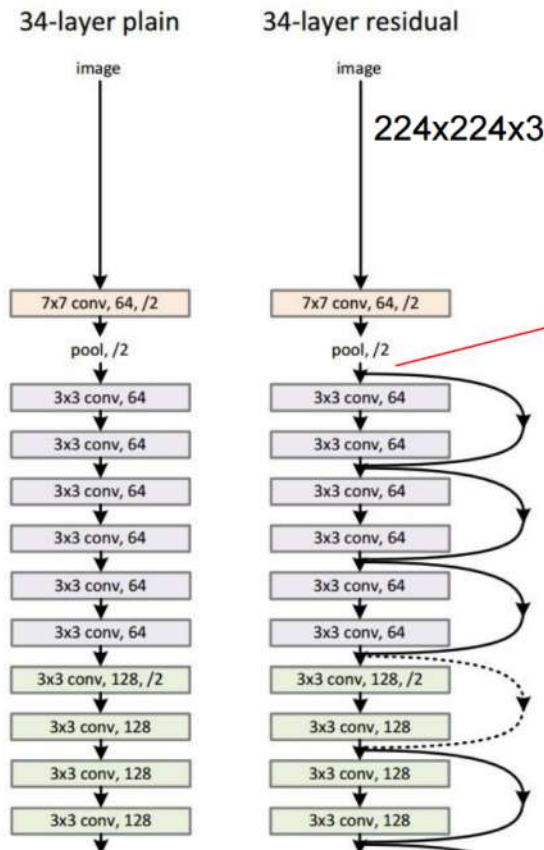 34-layer plain
34-layer residual
image
image
224x224x3
7x7 conv, 64, /2
7x7 conv, 64, /2
pool, /2
pool, /2
3x3 conv, 64
3x3 conv, 64
3x3 conv, 64
3x3 conv, 64
3x3 conv, 64
3x3 conv, 64
3x3 conv, 64
3x3 conv, 64
3x3 conv, 64
3x3 conv, 64
3x3 conv, 64
3x3 conv, 64
3x3 conv, 128, /2
3x3 conv, 128, /2
3x3 conv, 128
3x3 conv, 128
3x3 conv, 128
3x3 conv, 128
3x3 conv, 128
3x3 conv, 128